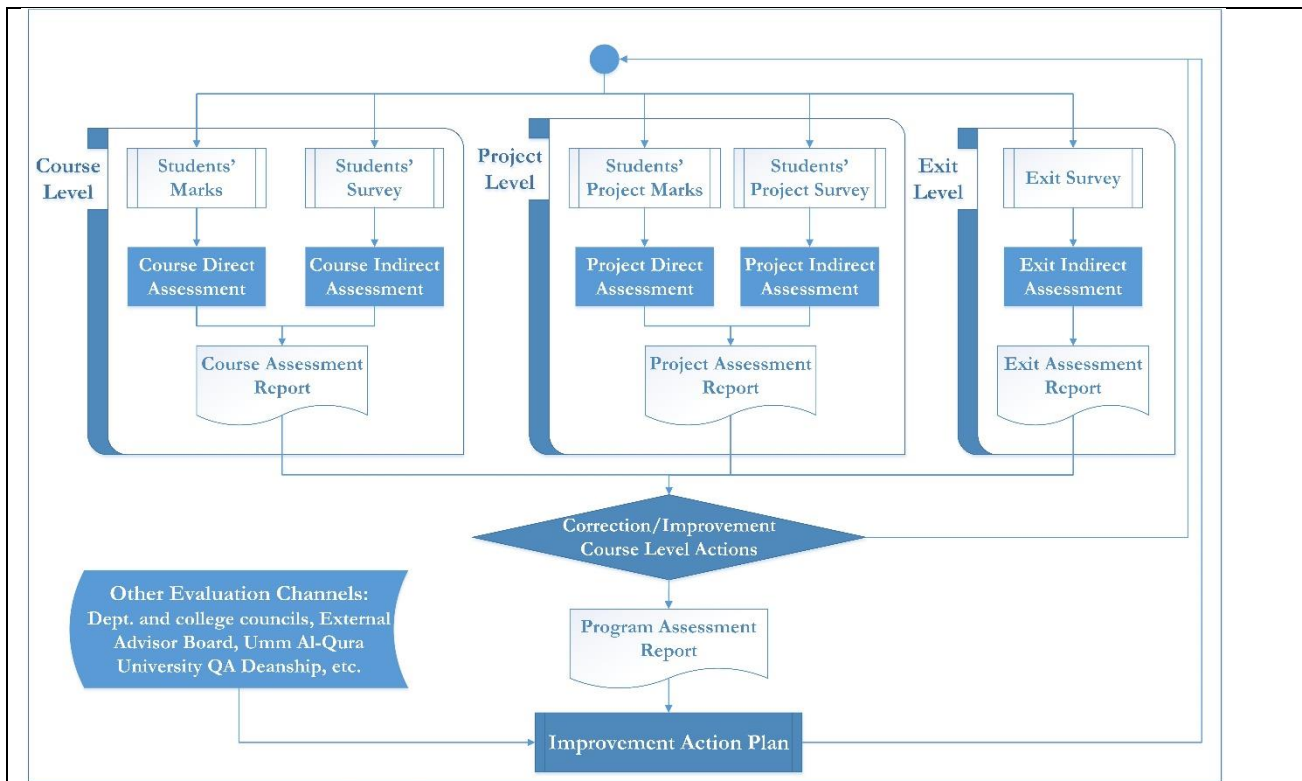 Course
Level
Students'
Marks
Students'
Survey
Course Direct
Assessment
Course Indirect
Assessment
Course Assessment
Report
Project
Level
Students'
Project Marks
Students'
Project Survey
Project Direct
Assessment
Project Indirect
Assessment
Project Assessment
Report
Exit
Level
Exit Survey
Exit Indirect
Assessment
Exit Assessment
Report
Correction/Improvement
Course Level Actions
Other Evaluation Channels:
Dept. and college councils, External
Advisor Board, Umm Al-Qura
University QA Deanship, etc.
Program Assessment
Report
Improvement Action Plan